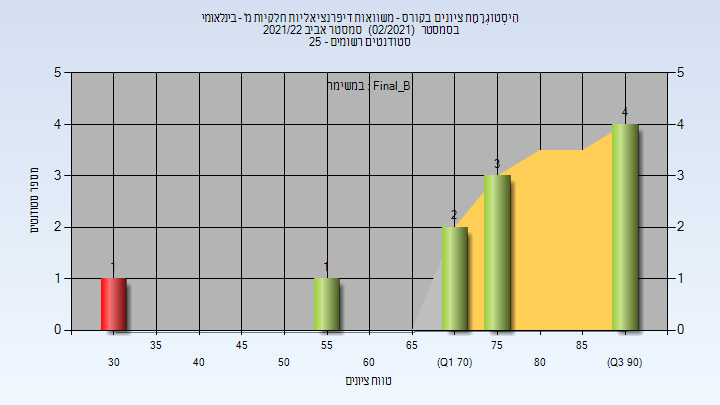 היסטוגרמת ציונים בקורס - משוואות דיפרנציאליות חלקיות מ' - בינלאומי
בסמסטר (02/2021) סמסטר אביב 2021/22
סטודנטים רשומים - 25
במשימה : Final_B
מספר סטודנטים
5 5
4 4
3 3
2 2
1 1
0 0
1 1 2 3 4
35 45 55 65 75 85
30 40 50 60 (Q1 70) 80 (Q3 90)
טווח ציונים